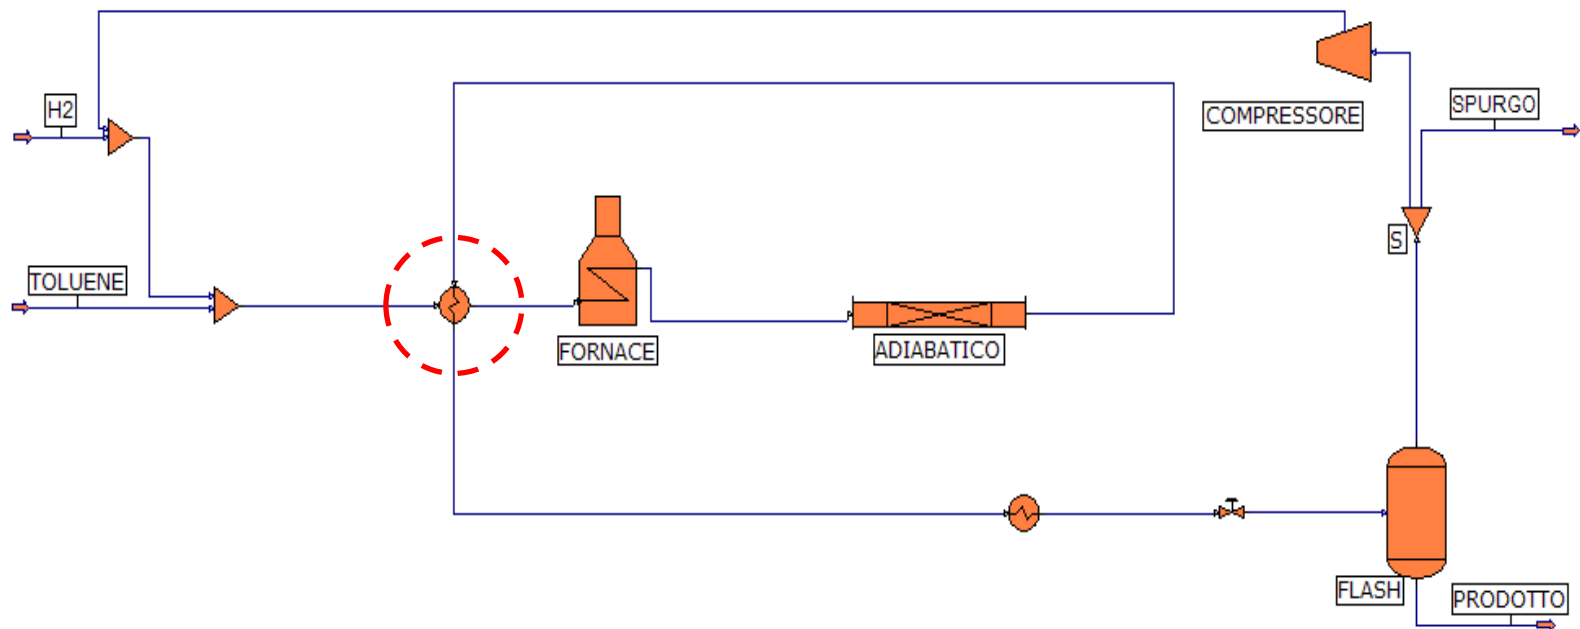 H2
COMPRESSORE
SPURGO
S
TOLUENE
FORNACE
ADIABATICO
FLASH
PRODOTTO